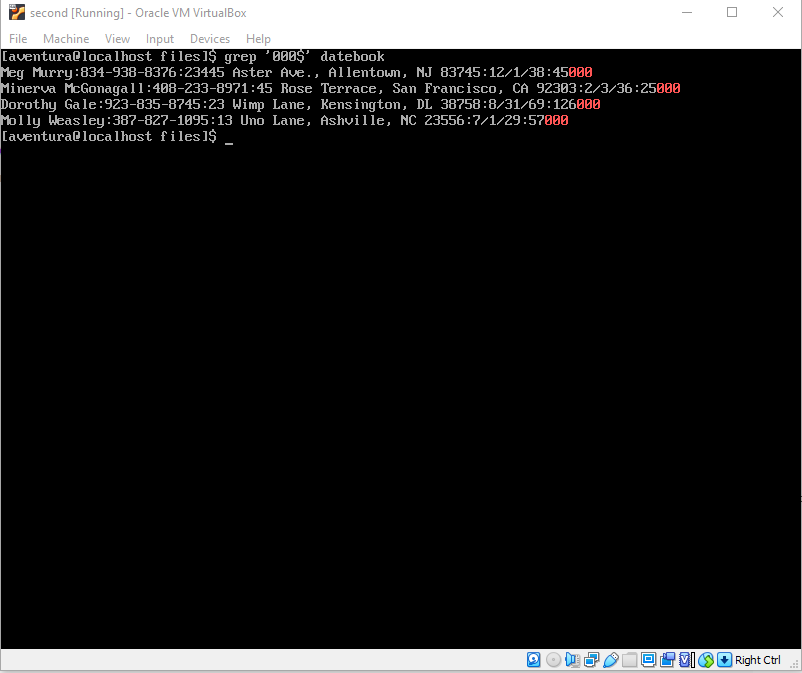 second [Running] - Oracle VM VirtualBox
File Machine View Input Devices Help
[aventura@localhost files]$ grep '000$' datebook
Meg Murry:834-938-8376:23445 Aster Ave., Allentown, NJ 83745:12/1/38:45000
Minerva McGonagall:408-233-8971:45 Rose Terrace, San Francisco, CA 92303:2/3/36:25000
Dorothy Gale:923-835-8745:23 Wimp Lane, Kensington, DL 38758:8/31/69:126000
Molly Weasley:387-827-1095:13 Uno Lane, Ashville, NC 23556:7/1/29:57000
[aventura@localhost files]$ _
Right Ctrl